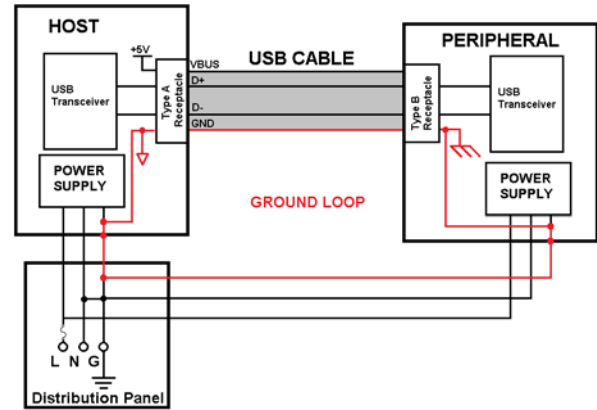 HOST
+5V
USB
Transceiver
Type A
Receptacle
VBUS
D+
D-
GND
USB CABLE
GROUND LOOP
PERIPHERAL
Type B
Receptacle
USB
Transceiver
POWER
SUPPLY
POWER
SUPPLY
L N G
Distribution Panel